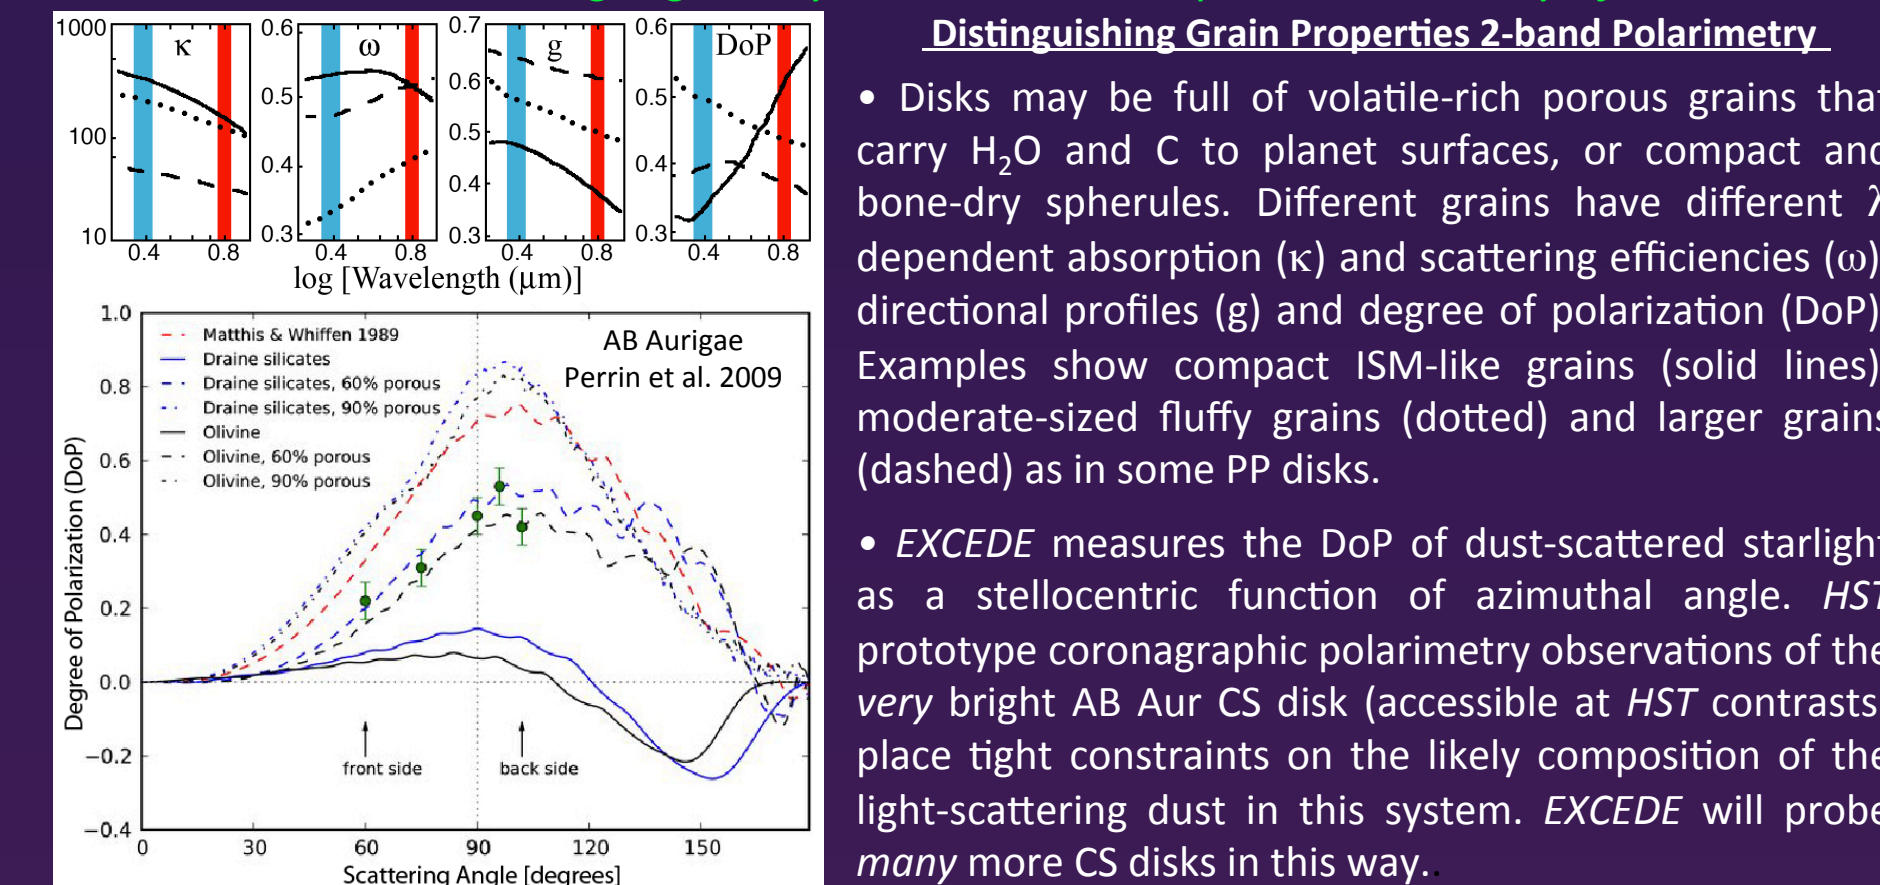 1000
100
10
κ
0.4
0.8
0.6
0.5
0.4
0.3
ω
0.4
0.8
0.7
0.6
0.5
0.4
0.3
g
0.4
0.8
0.6
0.5
0.4
0.3
DoP
0.4
0.8
log [Wavelength (μm)]
1.0
0.8
0.6
0.4
0.2
0.0
−0.2
−0.4
Degree of Polarization (DoP)
Matthis & Whiffen 1989
Draine silicates
Draine silicates, 60% porous
Draine silicates, 90% porous
Olivine
Olivine, 60% porous
Olivine, 90% porous
AB Aurigae
Perrin et al. 2009
front side
back side
0
30
60
90
120
150
Scattering Angle [degrees]
Distinguishing Grain Properties 2-band Polarimetry
• Disks may be full of volatile-rich porous grains that
carry H₂O and C to planet surfaces, or compact and
bone-dry spherules. Different grains have different λ
dependent absorption (κ) and scattering efficiencies (ω)
directional profiles (g) and degree of polarization (DoP)
Examples show compact ISM-like grains (solid lines)
moderate-sized fluffy grains (dotted) and larger grains
(dashed) as in some PP disks.
• EXCEDE measures the DoP of dust-scattered starlight
as a stellocentric function of azimuthal angle. HST
prototype coronagraphic polarimetry observations of the
very bright AB Aur CS disk (accessible at HST contrasts
place tight constraints on the likely composition of the
light-scattering dust in this system. EXCEDE will probe
many more CS disks in this way..